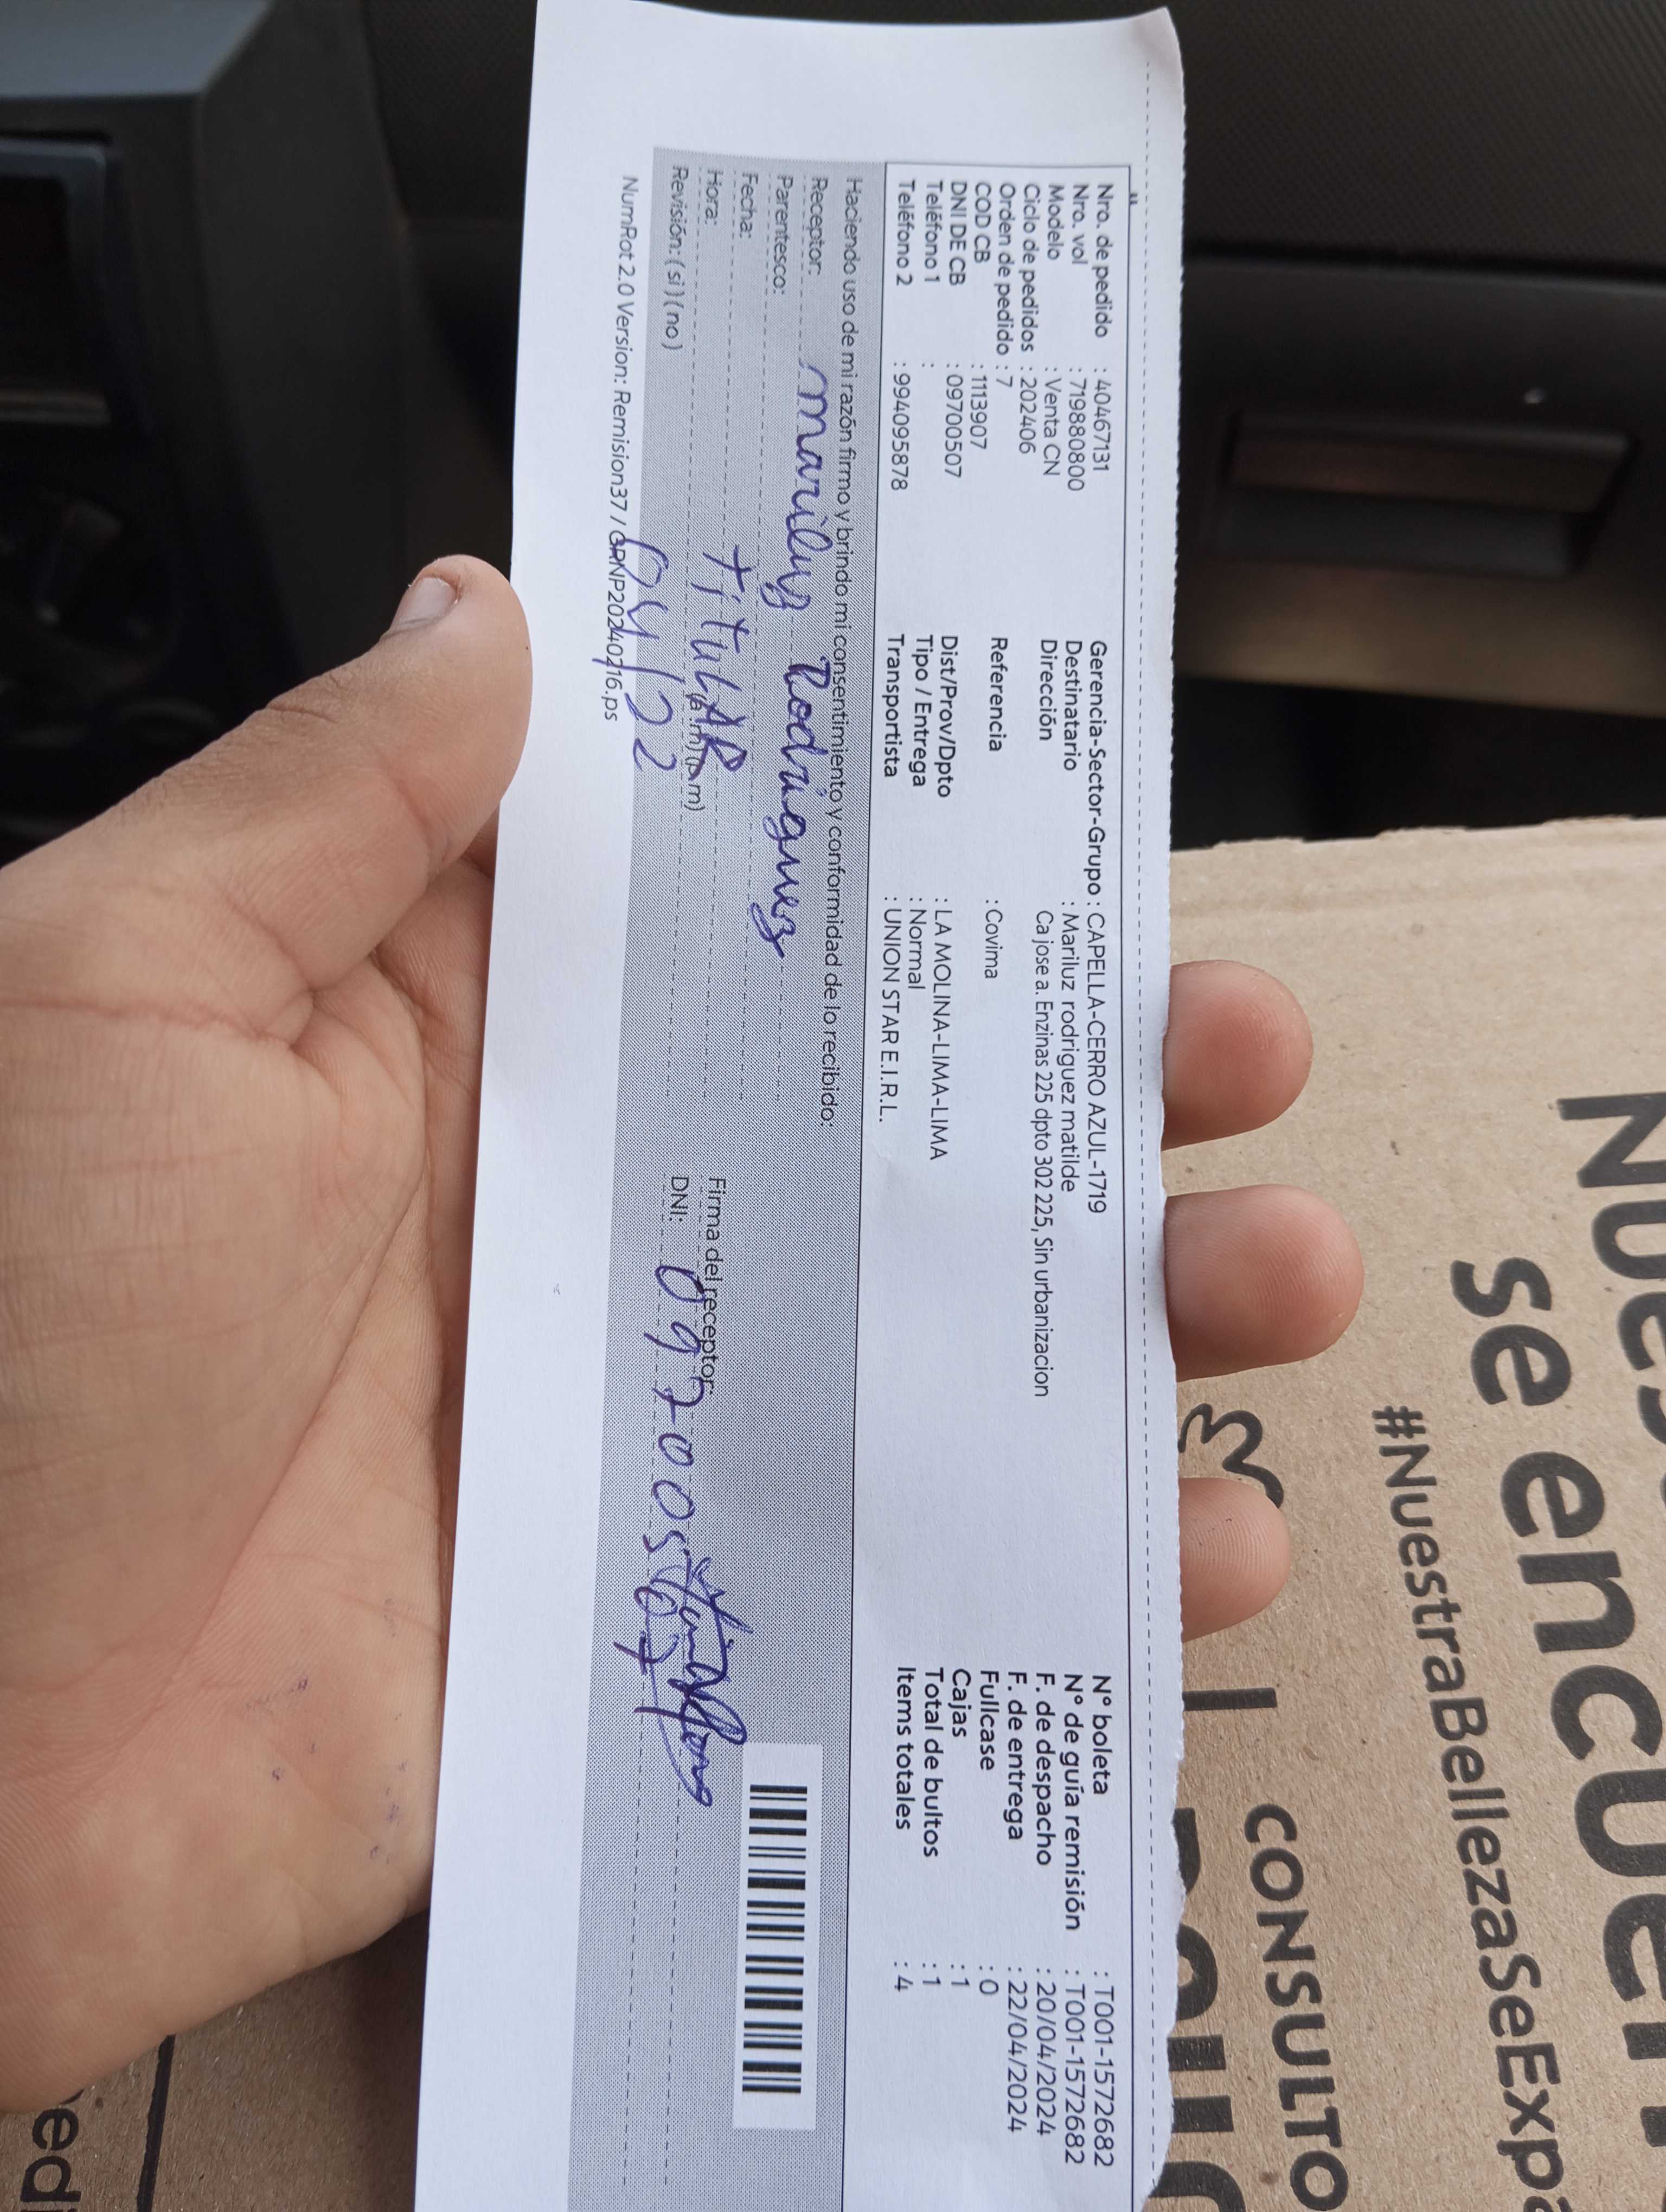 Nro. de pedido : 40467131
Nro. vol : 719880800
Modelo : Venta CN
Ciclo de pedidos : 202406
Orden de pedido : 7
COD CB : 1113907
DNI DE CB : 09700507
Teléfono 1 :
Teléfono 2 : 994095878
Gerencia-Sector-Grupo : CAPELLA-CERRO AZUL-1719
Destinatario : Mariluz rodriguez matilde
Dirección Ca jose a. Enzinas 225 dpto 302 225, Sin urbanizacion
Referencia : Covima
Dist/Prov/Dpto : LA MOLINA-LIMA-LIMA
Tipo / Entrega : Normal
Transportista : UNION STAR E.I.R.L.
N° boleta : T001-1572682
N° de guía remisión : T001-1572682
F. de despacho : 20/04/2024
F. de entrega : 22/04/2024
Fullcase : 0
Cajas : 1
Total de bultos : 1
Items totales : 4
Haciendo uso de mi razón firmo y brindo mi consentimiento y conformidad de lo recibido:
Receptor: mariluz Rodriguez
Parentesco:
Fecha: TituLAR
Hora: (a.m) (p.m)
Revisión: ( si ) ( no )
Firma del receptor:
DNI: 09700507
NumRot 2.0 Version: Remision37 / GRNP20240216.ps
se encue
#NuestraBellezaSeExp
CONSULTO